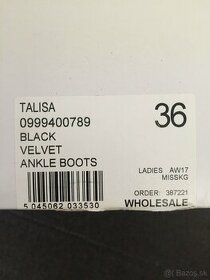 TALISA
0999400789
BLACK
VELVET
ANKLE BOOTS
36
LADIES AW17
MISSKG
ORDER: 387221
WHOLESALE
5 045062 033530
bazos.sk